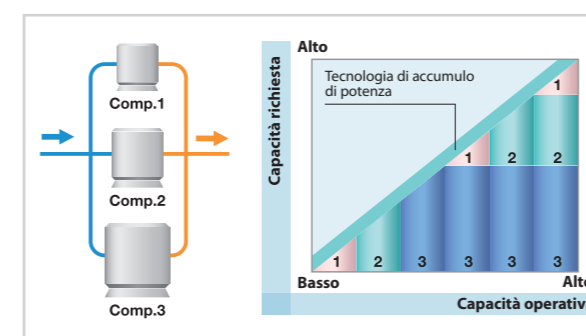 Comp.1
Comp.2
Comp.3
Capacità richiesta
Alto
Tecnologia di accumulo
di potenza
1
1 2 2
1 2 3 3 3 3
Basso
Alto
Capacità operativ